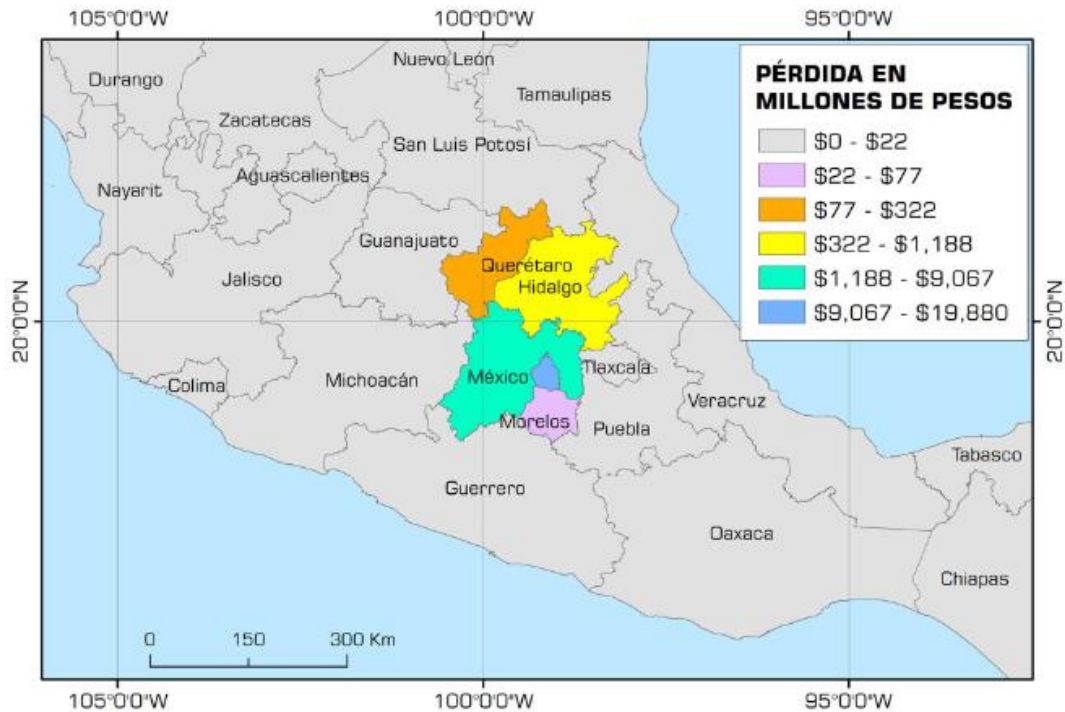 105°0'0"W
100°0'0"W
95°0'0"W
Durango
Nuevo León
Tamaulipas
Zacatecas
San Luis Potosí
Aguascalientes
Nayarit
Guanajuato
Querétaro
Jalisco
Hidalgo
20°0'0"N
20°0'0"N
Colima
Michoacán
México
Tlaxcala
Veracruz
Morelos
Puebla
Tabasco
Guerrero
Oaxaca
Chiapas
PÉRDIDA EN
MILLONES DE PESOS
$0 - $22
$22 - $77
$77 - $322
$322 - $1,188
$1,188 - $9,067
$9,067 - $19,880
0 150 300 Km
105°0'0"W
100°0'0"W
95°0'0"W